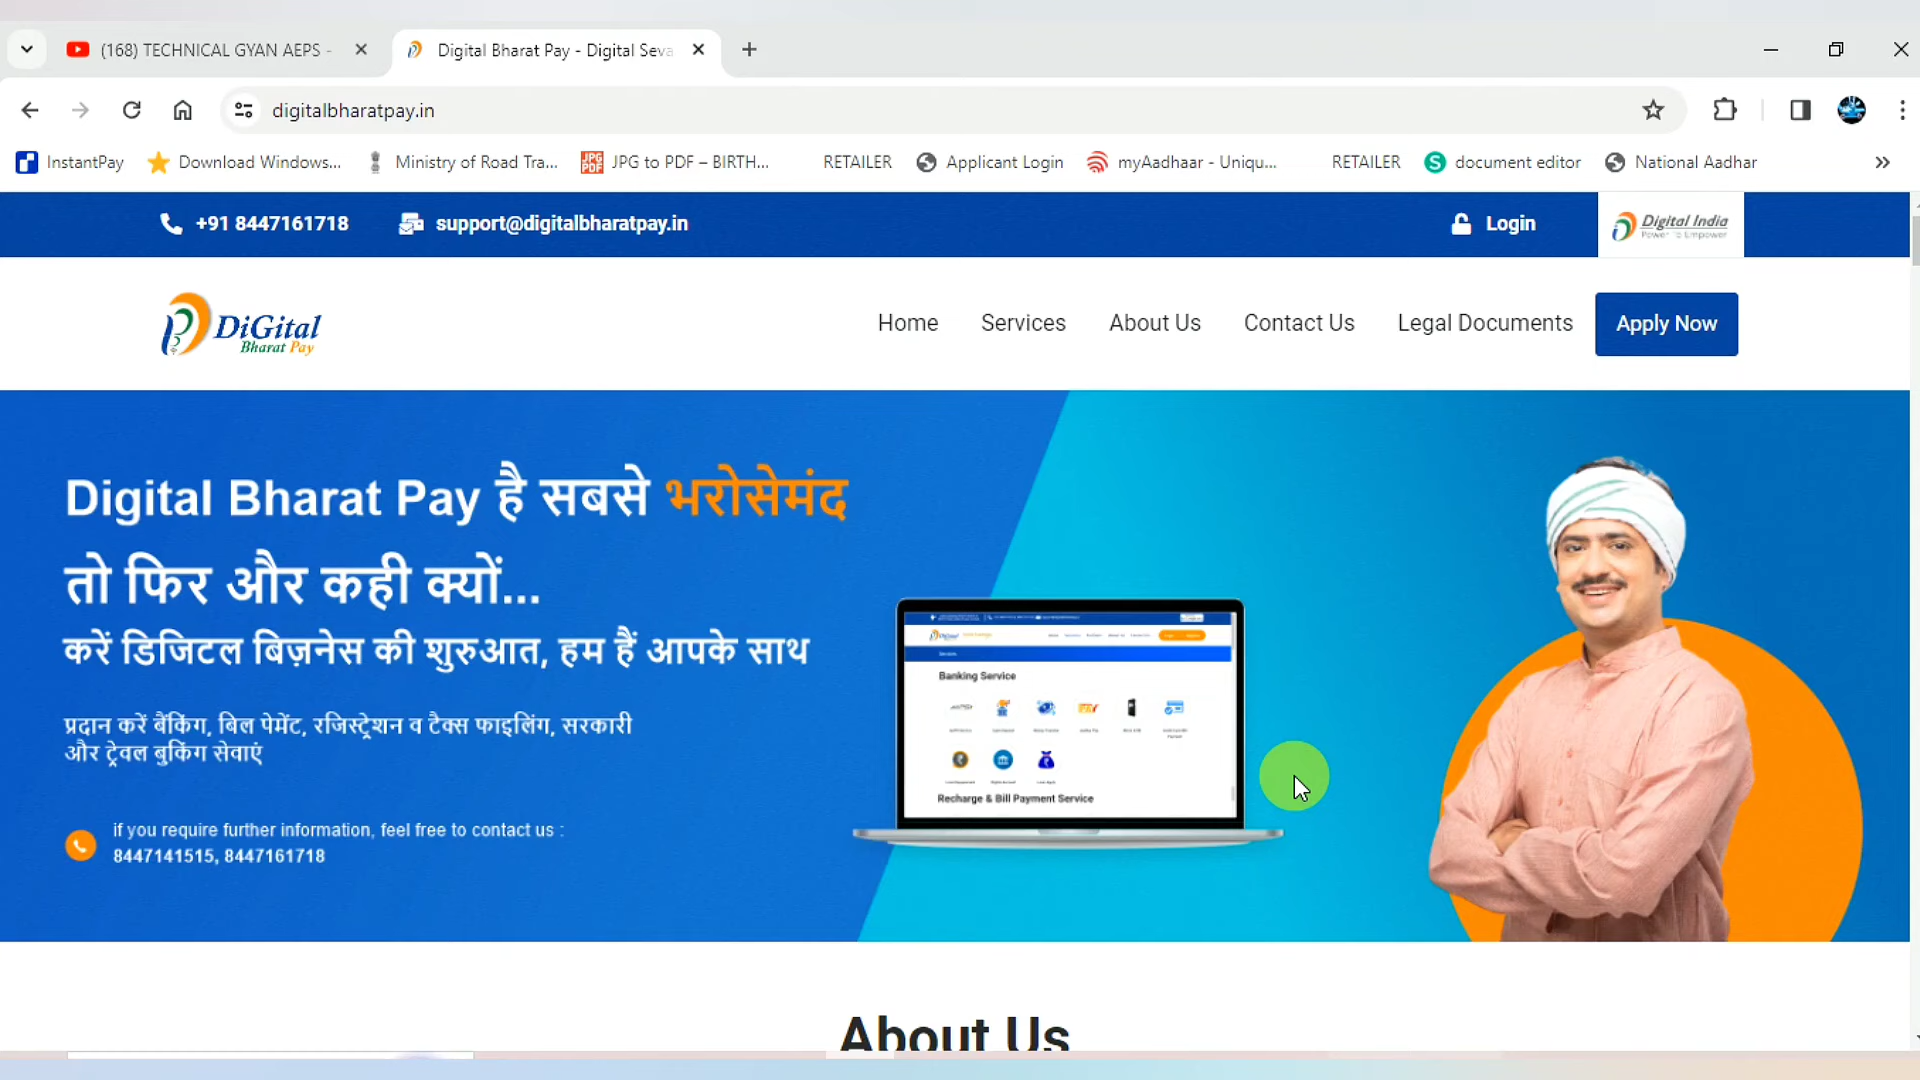 (168) TECHNICAL GYAN AEPS -
Digital Bharat Pay - Digital Seva
digitalbharatpay.in
InstantPay
Download Windows...
Ministry of Road Tra...
JPG to PDF – BIRTH...
RETAILER
Applicant Login
myAadhaar - Uniqu...
RETAILER
document editor
National Aadhar
+91 8447161718
support@digitalbharatpay.in
Login
Digital India
Power To Empower
DiGital
Bharat Pay
Home
Services
About Us
Contact Us
Legal Documents
Apply Now
Digital Bharat Pay है सबसे भरोसेमंद
तो फिर और कही क्यों...
करें डिजिटल बिज़नेस की शुरुआत, हम हैं आपके साथ
प्रदान करें बैंकिंग, बिल पेमेंट, रजिस्ट्रेशन व टैक्स फाइलिंग, सरकारी
और ट्रेवल बुकिंग सेवाएं
if you require further information, feel free to contact us :
8447141515, 8447161718
Banking Service
Recharge & Bill Payment Service
About Us